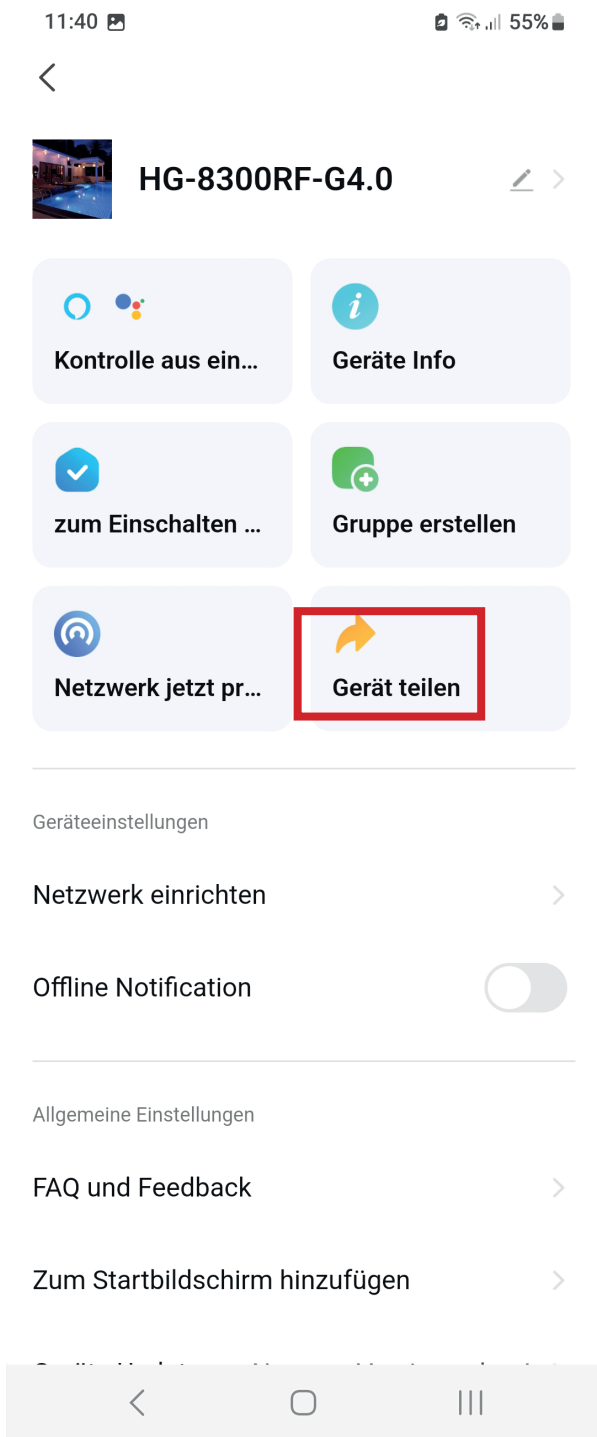 11:40
55%
HG-8300RF-G4.0
Kontrolle aus ein...
Geräte Info
zum Einschalten ...
Gruppe erstellen
Netzwerk jetzt pr...
Gerät teilen
Geräteeinstellungen
Netzwerk einrichten
Offline Notification
Allgemeine Einstellungen
FAQ und Feedback
Zum Startbildschirm hinzufügen